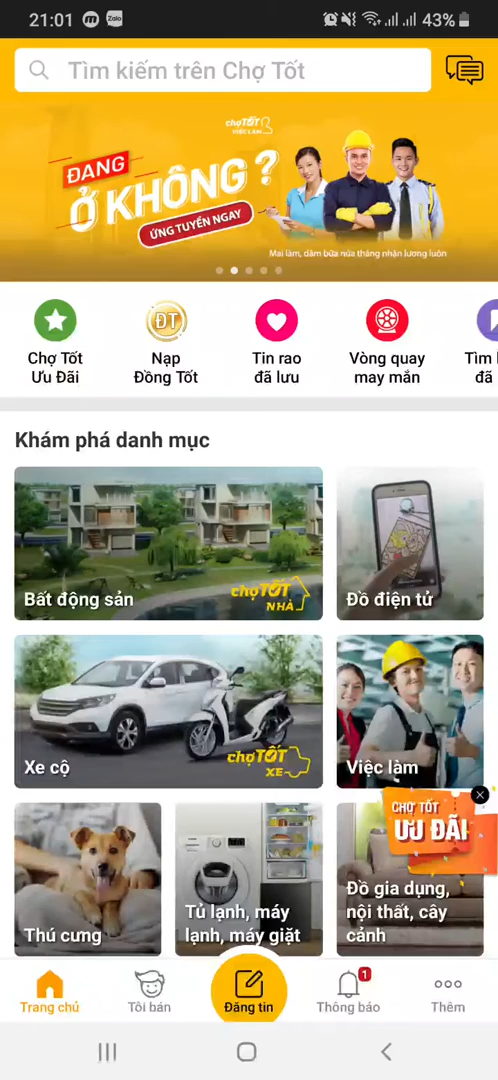 21:01
Zalo
43%
Tìm kiếm trên Chợ Tốt
chợTỐT
VIỆC LÀM
ĐANG
Ở KHÔNG?
ỨNG TUYỂN NGAY
Mai làm, dăm bữa nửa tháng nhận lương luôn
ĐT
Chợ Tốt
Ưu Đãi
Nạp
Đồng Tốt
Tin rao
đã lưu
Vòng quay
may mắn
Tìm
đã
Khám phá danh mục
chợTỐT
NHÀ
Bất động sản
Đồ điện tử
chợTỐT
XE
Xe cộ
Việc làm
CHỢ TỐT
ƯU ĐÃI
Thú cưng
Tủ lạnh, máy
lạnh, máy giặt
Đồ gia dụng,
nội thất, cây
cảnh
1
Trang chủ
Tôi bán
Đăng tin
Thông báo
Thêm